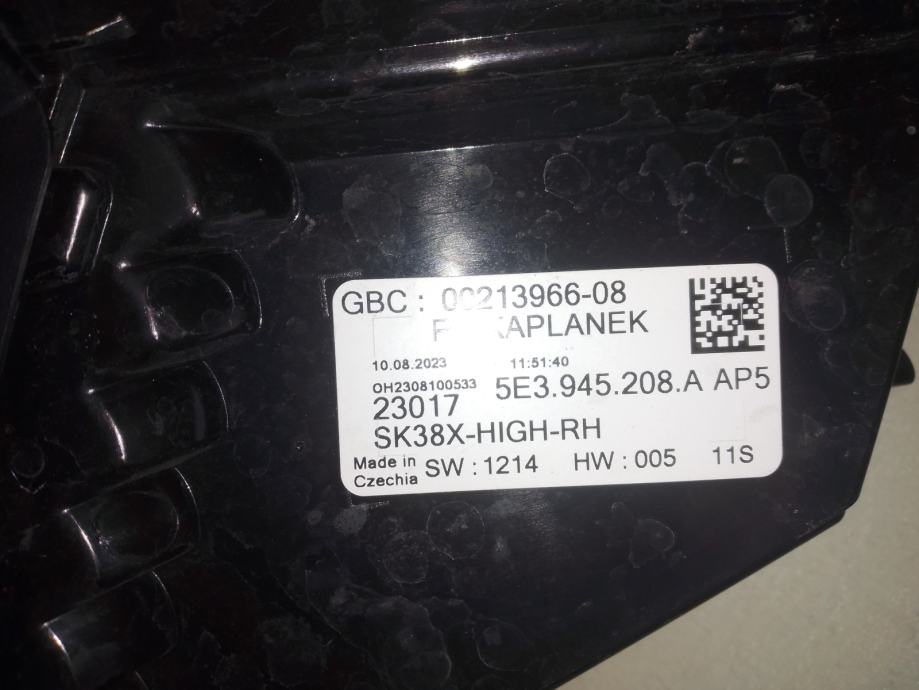 GBC : 00213966-08
KAPLANEK
10.08.2023 11:51:40
OH2308100533 5E3.945.208.A AP5
23017
SK38X-HIGH-RH
Made in Czechia SW : 1214 HW : 005 11S